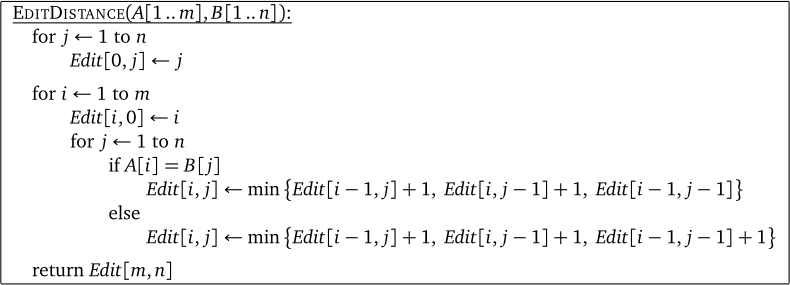 EDITDISTANCE(A[1 .. m], B[1 .. n]):
for j ← 1 to n
Edit[0, j] ← j
for i ← 1 to m
Edit[i, 0] ← i
for j ← 1 to n
if A[i] = B[j]
Edit[i, j] ← min {Edit[i − 1, j] + 1, Edit[i, j − 1] + 1, Edit[i − 1, j − 1]}
else
Edit[i, j] ← min {Edit[i − 1, j] + 1, Edit[i, j − 1] + 1, Edit[i − 1, j − 1] + 1}
return Edit[m, n]